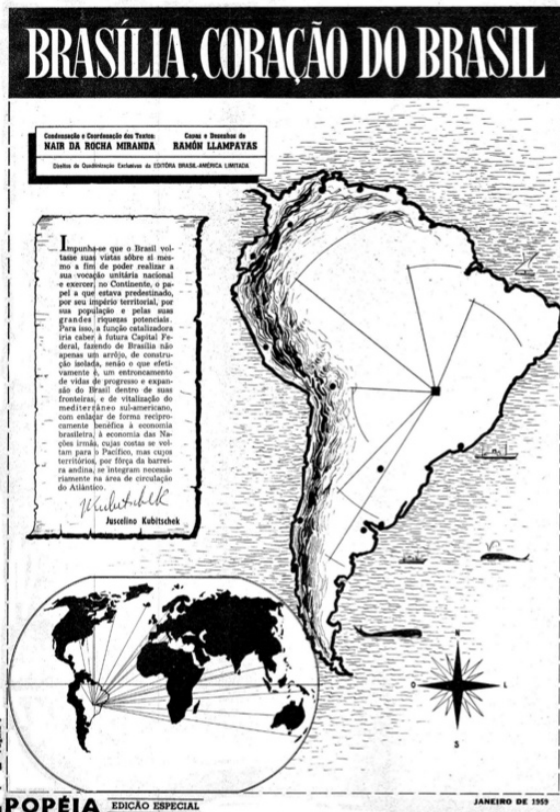 BRASÍLIA, CORAÇÃO DO BRASIL
Condensação e Coordenação dos Textos:
NAIR DA ROCHA MIRANDA
Capas e Desenhos de
RAMÓN LLAMPAYAS
Direitos de Quadrinização Exclusivas da EDITÔRA BRASIL-AMÉRICA LIMITADA
Impunha-se que o Brasil vol-
tasse suas vistas sôbre si mes-
mo a fim de poder realizar a
sua vocação unitária nacional
e exercer, no Continente, o pa-
pel a que estava predestinado,
por seu império territorial, por
sua população e pelas suas
grandes riquezas potenciais.
Para isso, a função catalizadora
iria caber à futura Capital Fe-
deral, fazendo de Brasília não
apenas um arrôjo, de constru-
ção isolada, senão o que efeti-
vamente é, um entroncamento
de vidas de progresso e expan-
são do Brasil dentro de suas
fronteiras, e de vitalização do
mediterrâneo sul-americano,
com enlaçar de forma recipro-
camente benéfica à economia
brasileira, à economia das Na-
ções irmãs, cujas costas se vol-
tam para o Pacífico, mas cujos
territórios, por fôrça da barrei-
ra andina, se integram necessà-
riamente na área de circulação
do Atlântico.
JKubitschek
Juscelino Kubitschek
N
O
L
S
POPÉIA
EDIÇÃO ESPECIAL
JANEIRO DE 1959